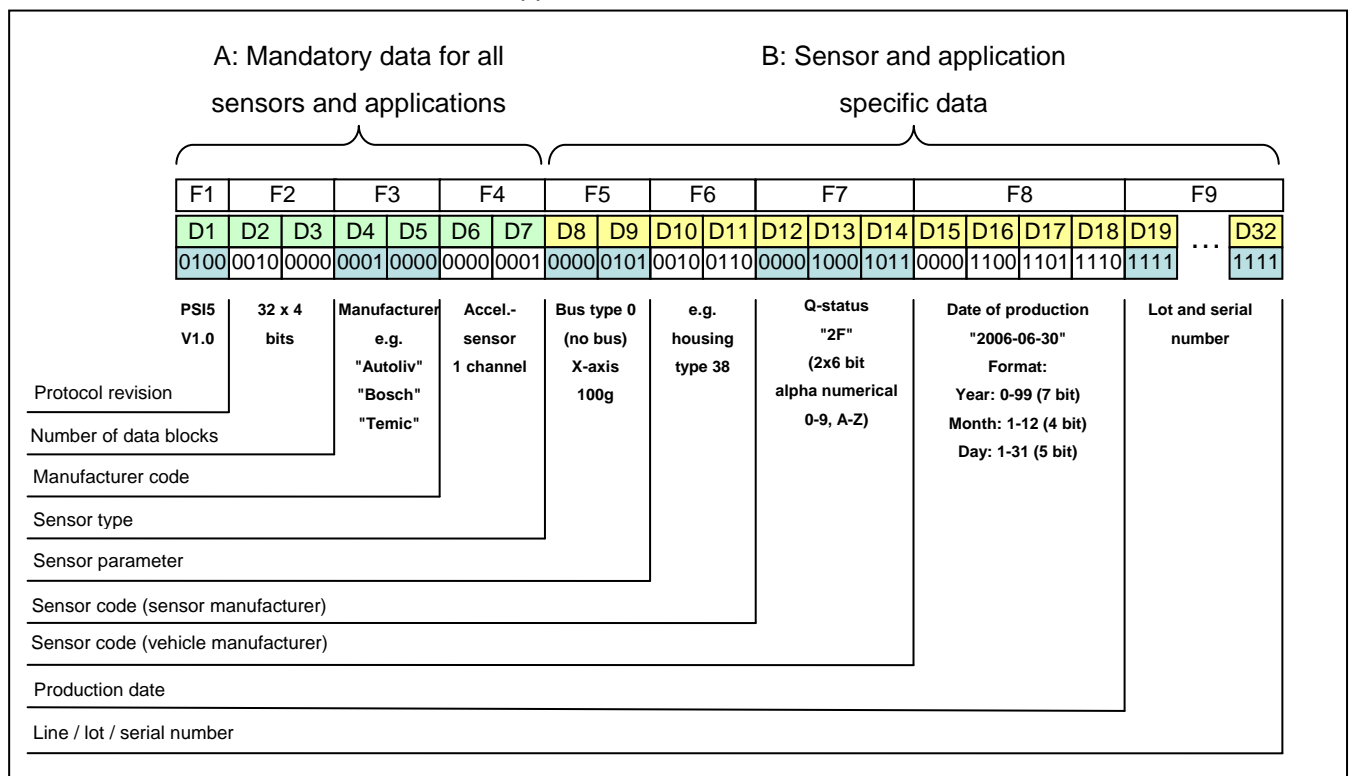 A: Mandatory data for all
sensors and applications
B: Sensor and application
specific data
F1 F2 F3 F4 F5 F6 F7 F8 F9
D1 D2 D3 D4 D5 D6 D7 D8 D9 D10 D11 D12 D13 D14 D15 D16 D17 D18 D19 ... D32
0100 0010 0000 0001 0000 0000 0001 0000 0101 0010 0110 0000 1000 1011 0000 1100 1101 1110 1111 1111
PSI5
V1.0
32 x 4
bits
Manufacturer
e.g.
"Autoliv"
"Bosch"
"Temic"
Accel.-
sensor
1 channel
Bus type 0
(no bus)
X-axis
100g
e.g.
housing
type 38
Q-status
"2F"
(2x6 bit
alpha numerical
0-9, A-Z)
Date of production
"2006-06-30"
Format:
Year: 0-99 (7 bit)
Month: 1-12 (4 bit)
Day: 1-31 (5 bit)
Lot and serial
number
Protocol revision
Number of data blocks
Manufacturer code
Sensor type
Sensor parameter
Sensor code (sensor manufacturer)
Sensor code (vehicle manufacturer)
Production date
Line / lot / serial number